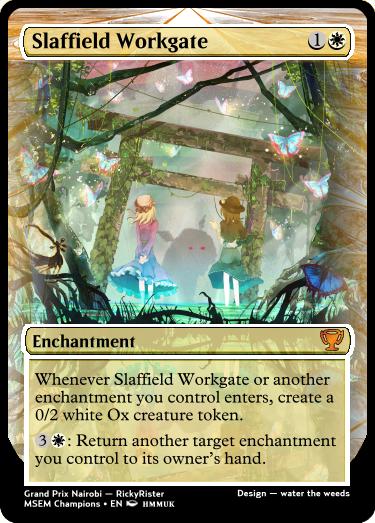 Slaffield Workgate 1
Enchantment
Whenever Slaffield Workgate or another
enchantment you control enters, create a
0/2 white Ox creature token.
3 : Return another target enchantment
you control to its owner's hand.
Grand Prix Nairobi — RickyRister Design — water the weeds
MSEM Champions • EN HMMUK